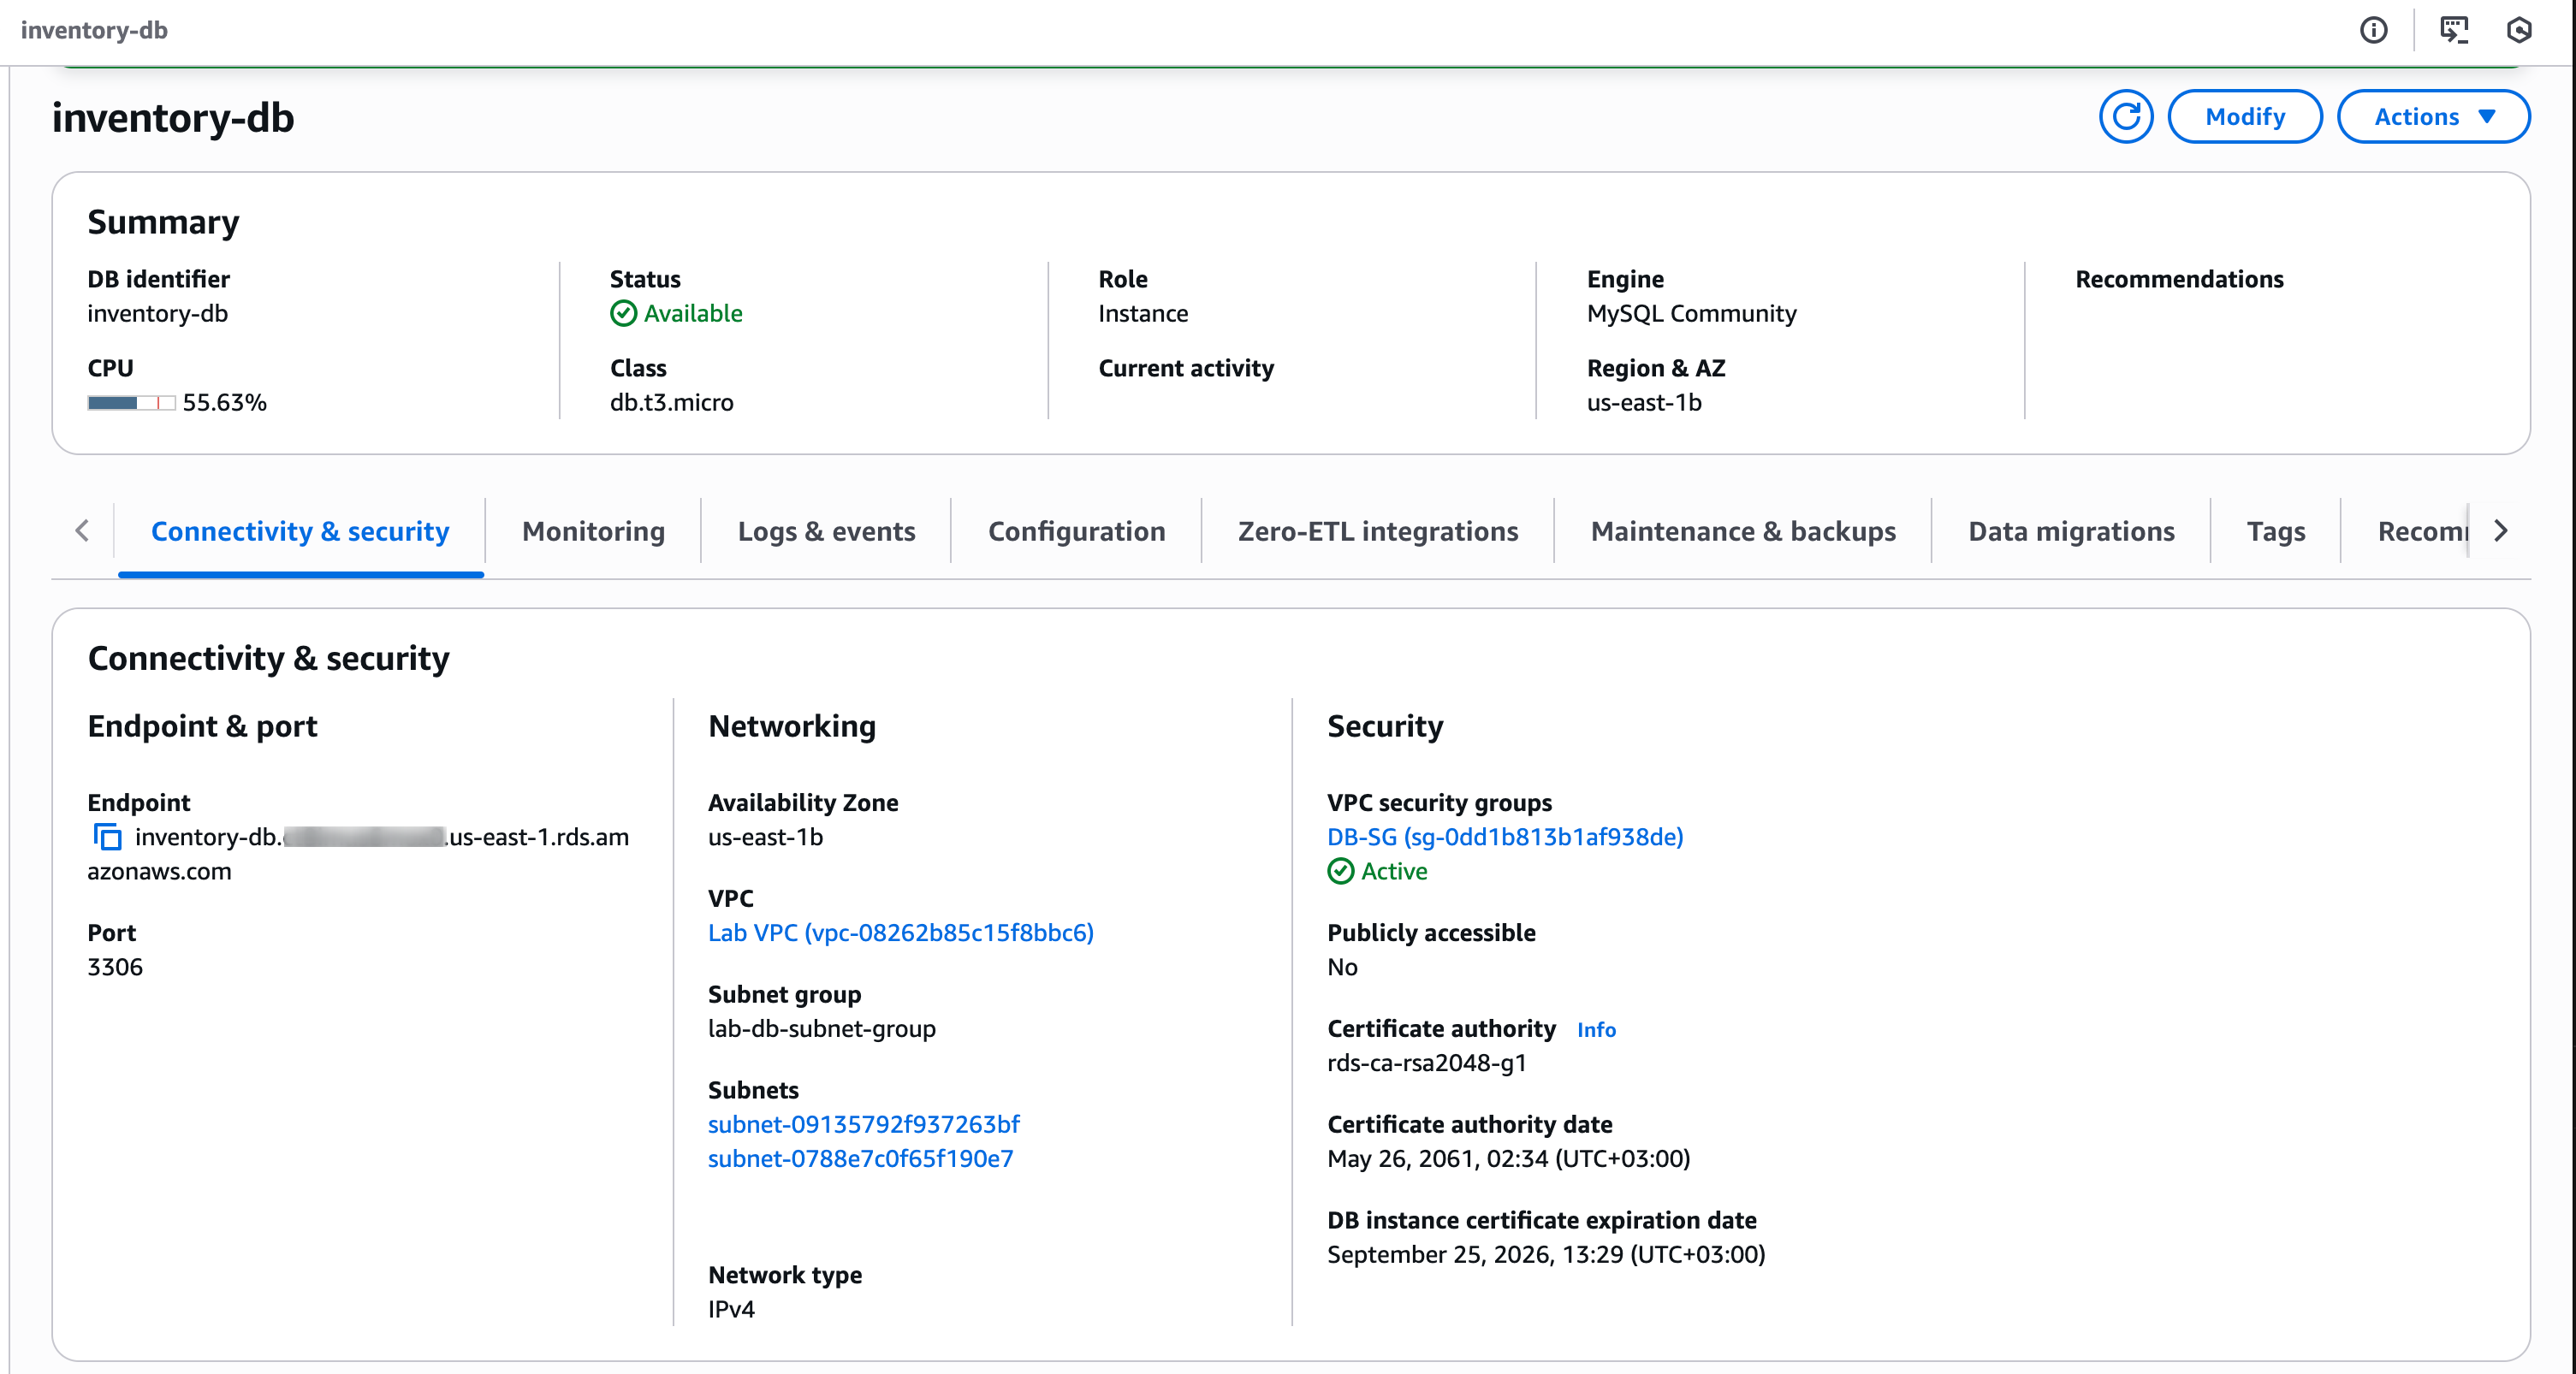 inventory-db
inventory-db
Modify
Actions
Summary
DB identifier
inventory-db
Status
Available
Role
Instance
Engine
MySQL Community
Recommendations
CPU
55.63%
Class
db.t3.micro
Current activity
Region & AZ
us-east-1b
Connectivity & security
Monitoring
Logs & events
Configuration
Zero-ETL integrations
Maintenance & backups
Data migrations
Tags
Recom
Connectivity & security
Endpoint & port
Endpoint
inventory-db. .us-east-1.rds.am
azonaws.com
Port
3306
Networking
Availability Zone
us-east-1b
VPC
Lab VPC (vpc-08262b85c15f8bbc6)
Subnet group
lab-db-subnet-group
Subnets
subnet-09135792f937263bf
subnet-0788e7c0f65f190e7
Network type
IPv4
Security
VPC security groups
DB-SG (sg-0dd1b813b1af938de)
Active
Publicly accessible
No
Certificate authority Info
rds-ca-rsa2048-g1
Certificate authority date
May 26, 2061, 02:34 (UTC+03:00)
DB instance certificate expiration date
September 25, 2026, 13:29 (UTC+03:00)